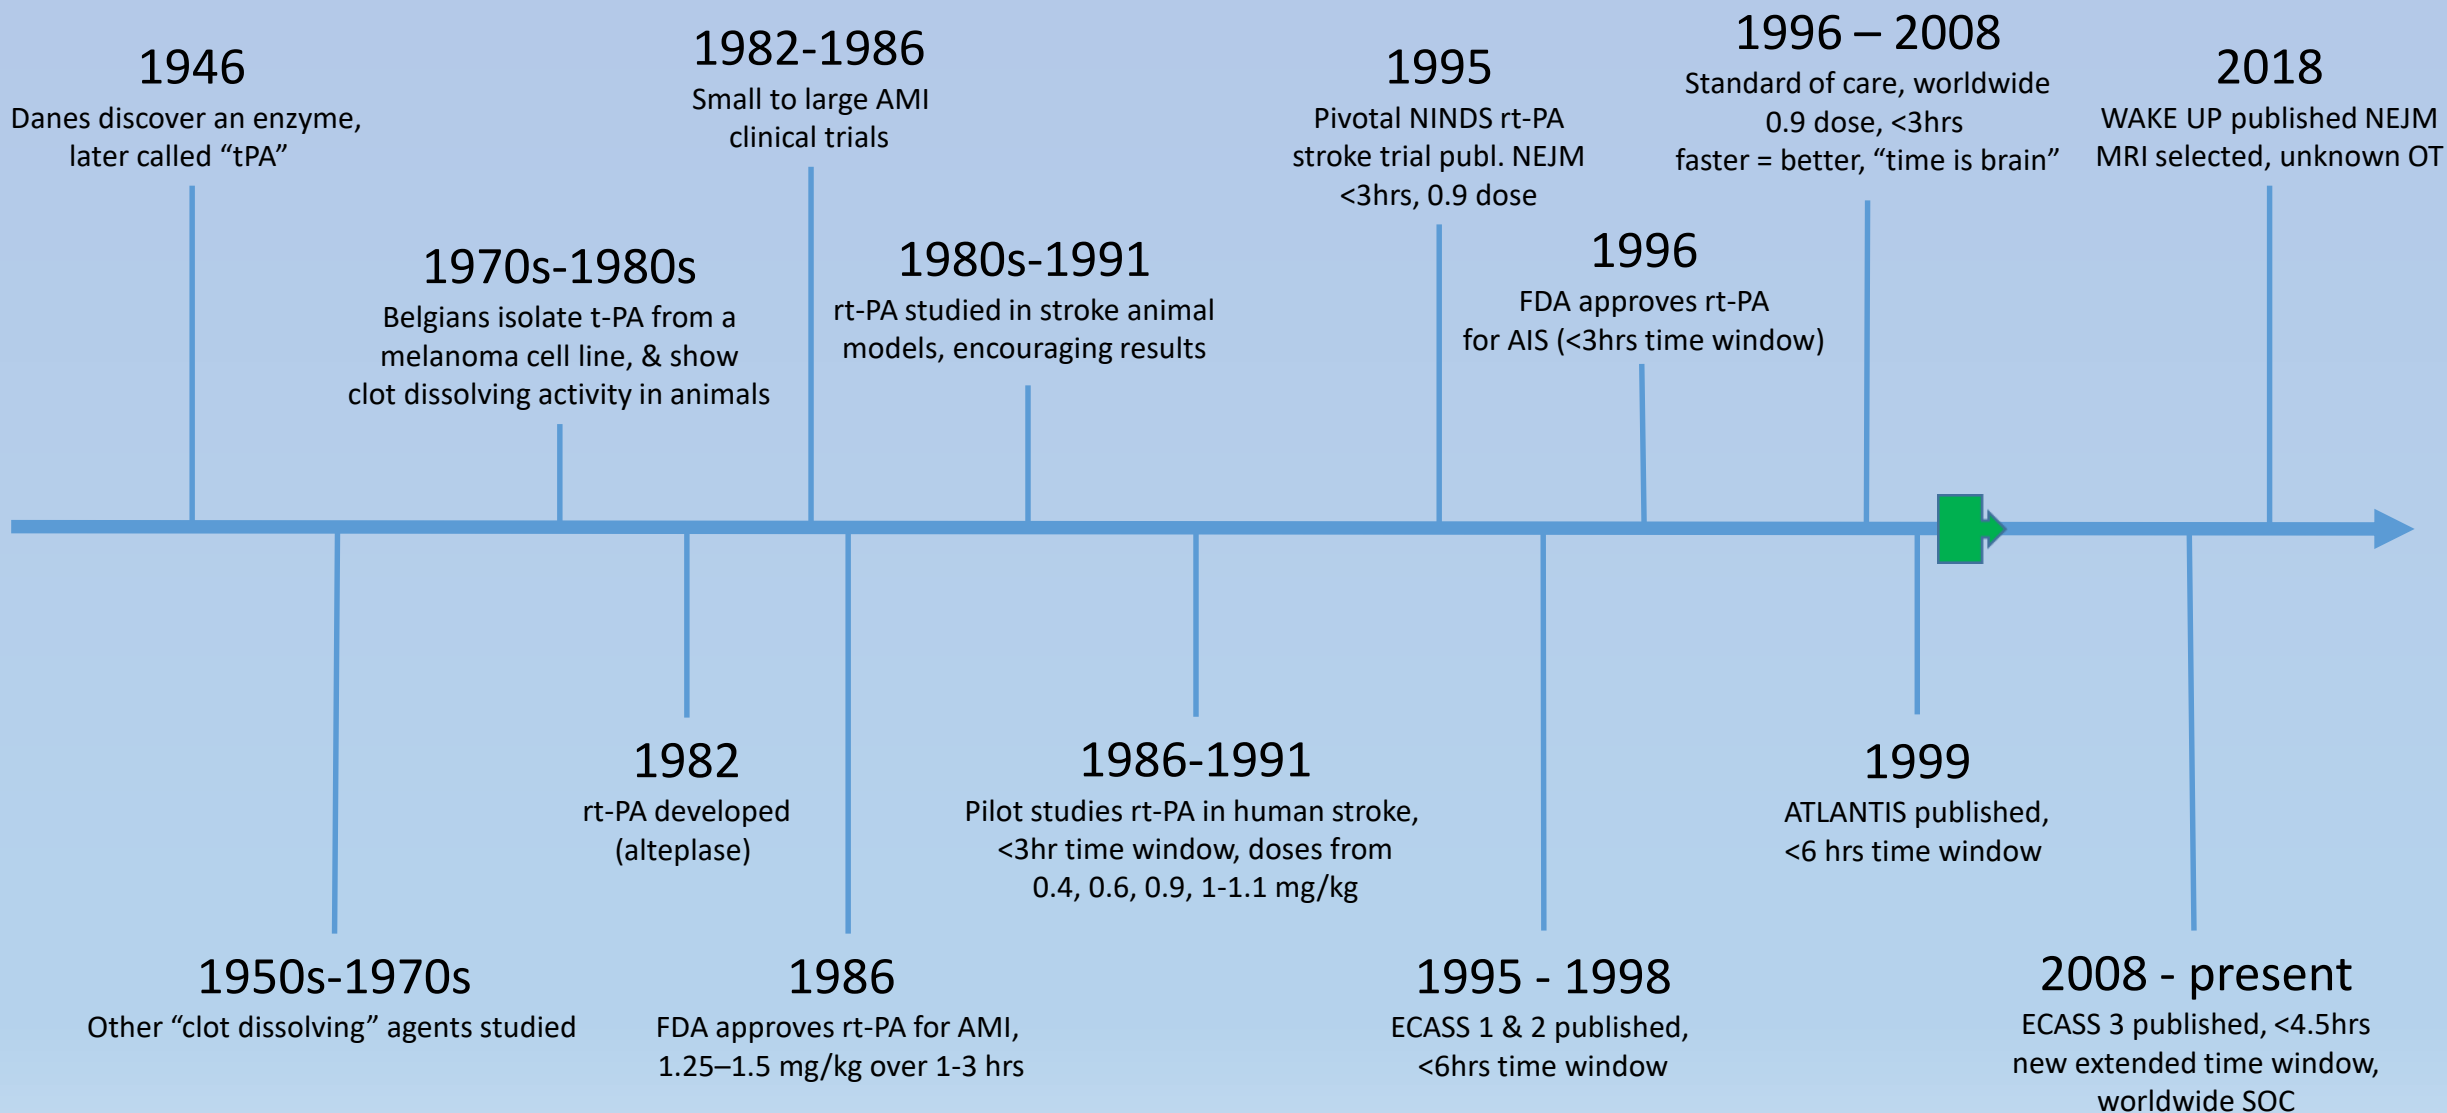 1946
Danes discover an enzyme,
later called “tPA”
1950s-1970s
Other “clot dissolving” agents studied
1970s-1980s
Belgians isolate t-PA from a
melanoma cell line, & show
clot dissolving activity in animals
1982
rt-PA developed
(alteplase)
1982-1986
Small to large AMI
clinical trials
1986
FDA approves rt-PA for AMI,
1.25–1.5 mg/kg over 1-3 hrs
1980s-1991
rt-PA studied in stroke animal
models, encouraging results
1986-1991
Pilot studies rt-PA in human stroke,
<3hr time window, doses from
0.4, 0.6, 0.9, 1-1.1 mg/kg
1995
Pivotal NINDS rt-PA
stroke trial publ. NEJM
<3hrs, 0.9 dose
1995 - 1998
ECASS 1 & 2 published,
<6hrs time window
1996
FDA approves rt-PA
for AIS (<3hrs time window)
1996 – 2008
Standard of care, worldwide
0.9 dose, <3hrs
faster = better, “time is brain”
1999
ATLANTIS published,
<6 hrs time window
2008 - present
ECASS 3 published, <4.5hrs
new extended time window,
worldwide SOC
2018
WAKE UP published NEJM
MRI selected, unknown OT